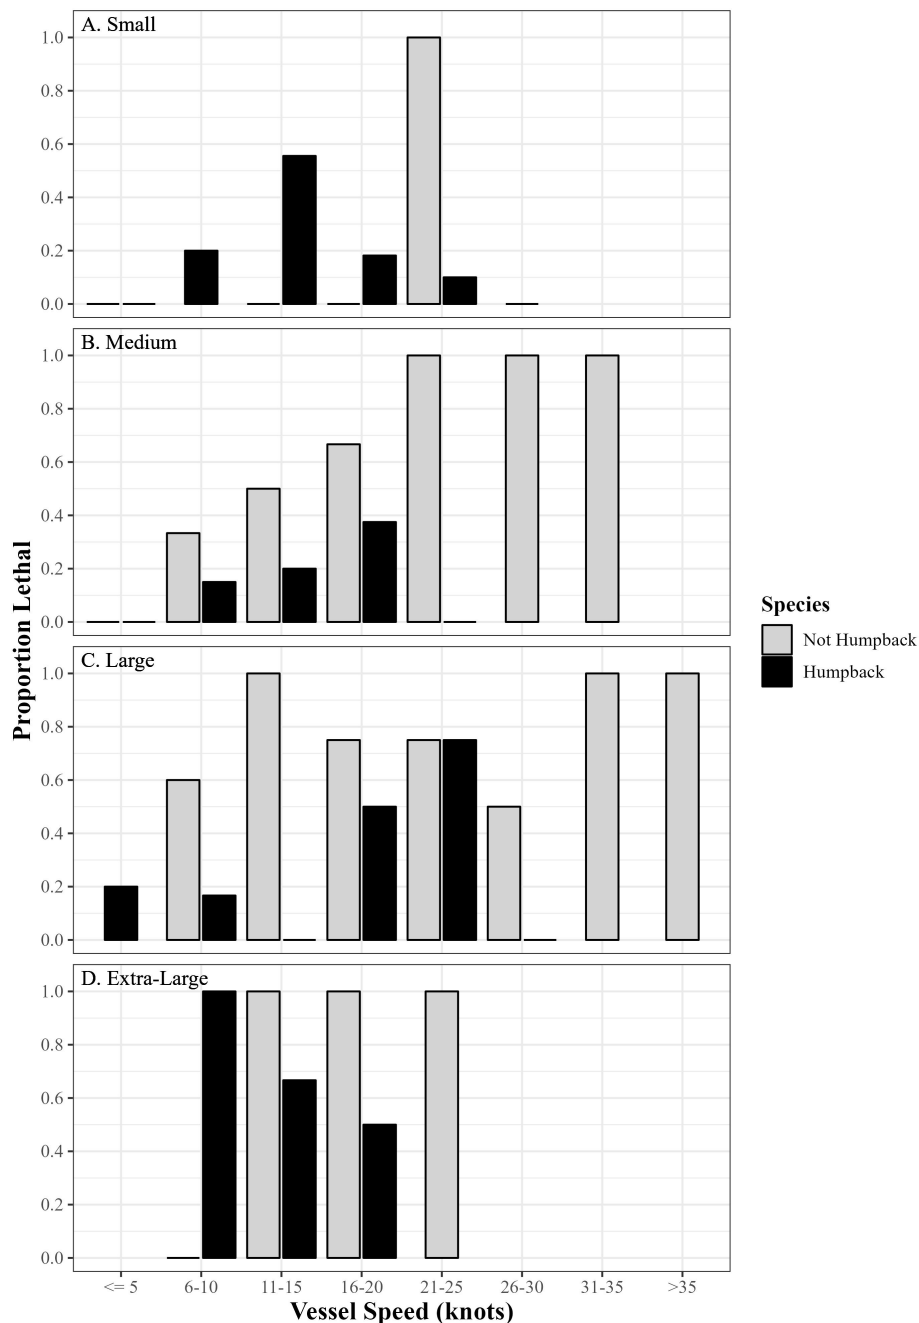 A. Small
1.0
0.8
0.6
0.4
0.2
0.0
B. Medium
1.0
0.8
0.6
0.4
0.2
0.0
C. Large
1.0
0.8
0.6
0.4
0.2
0.0
D. Extra-Large
1.0
0.8
0.6
0.4
0.2
0.0
Proportion Lethal
<= 5 6-10 11-15 16-20 21-25 26-30 31-35 >35
Vessel Speed (knots)
Species
Not Humpback
Humpback